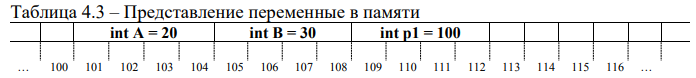 Таблица 4.3 – Представление переменные в памяти
int A = 20 int B = 30 int p1 = 100
... 100 101 102 103 104 105 106 107 108 109 110 111 112 113 114 115 116 ...